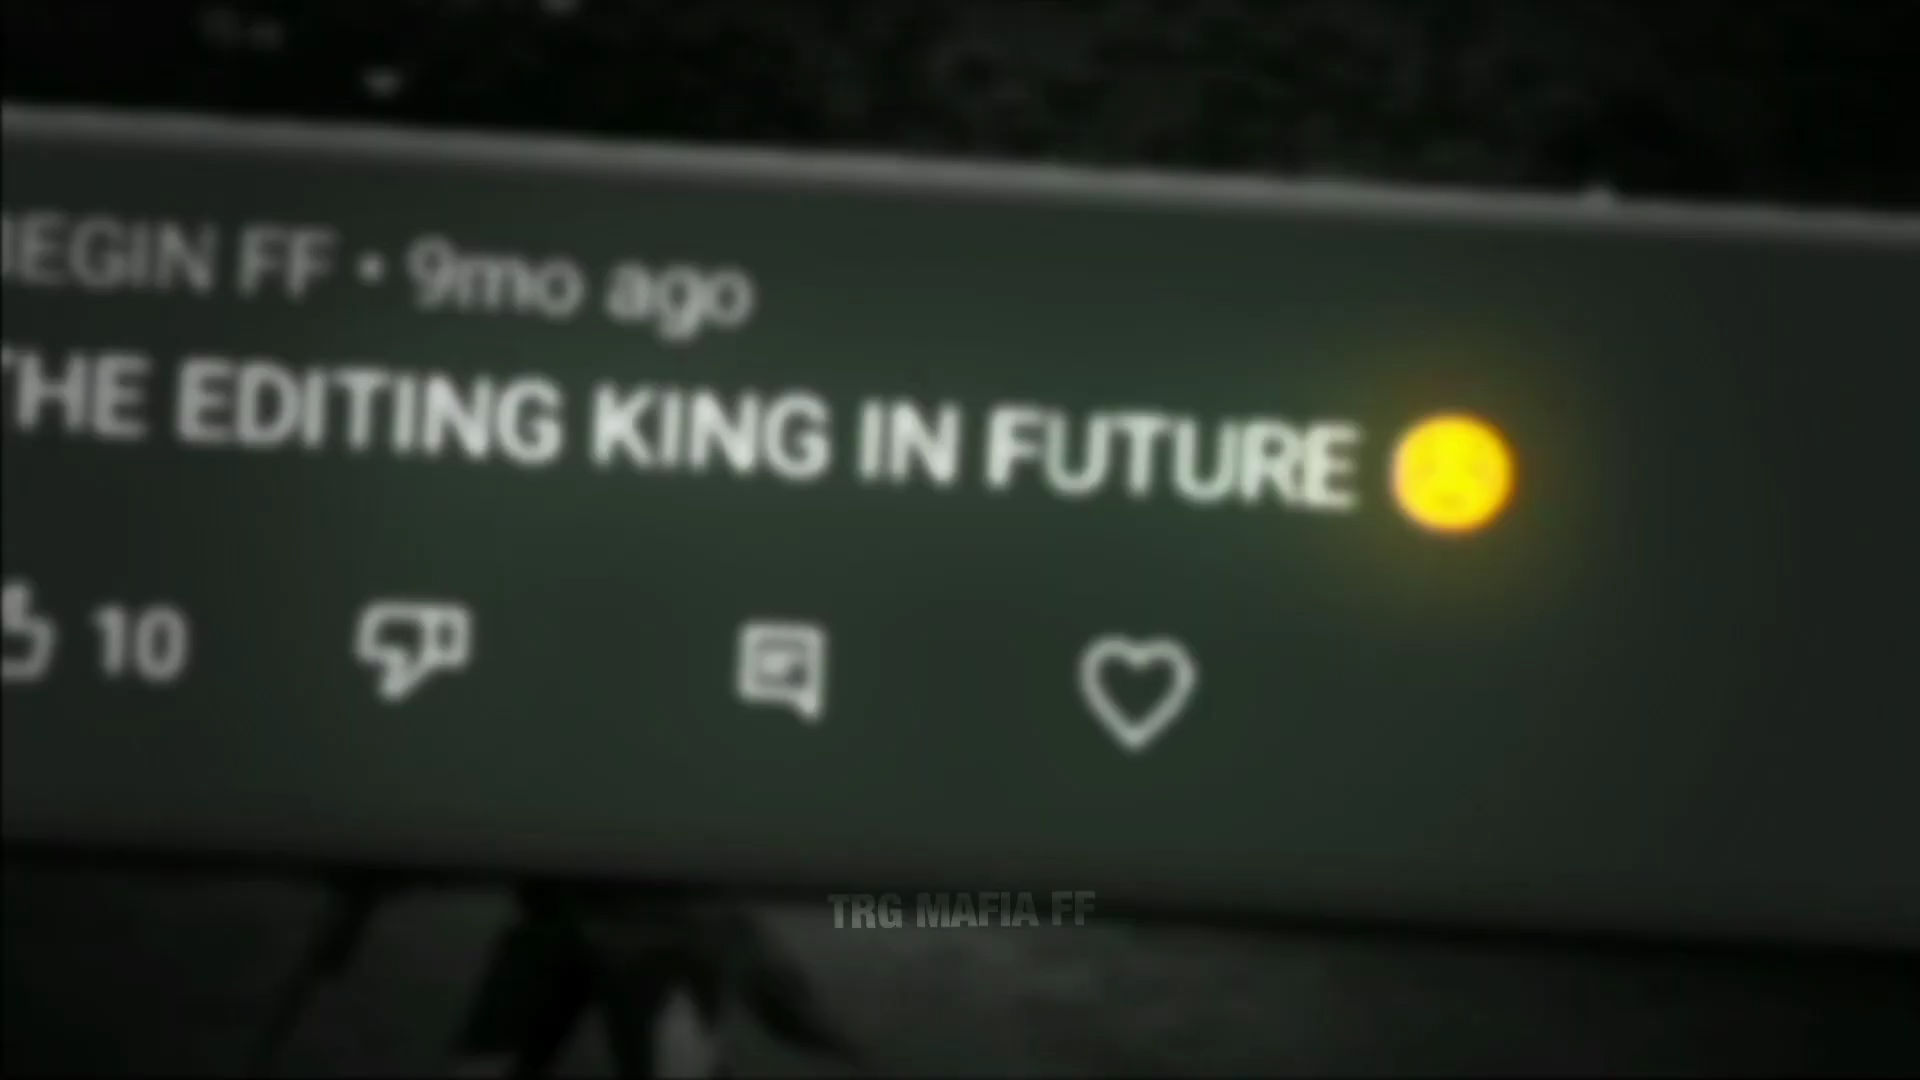 EGIN FF • 9mo ago
THE EDITING KING IN FUTURE
10
TRG MAFIA FF